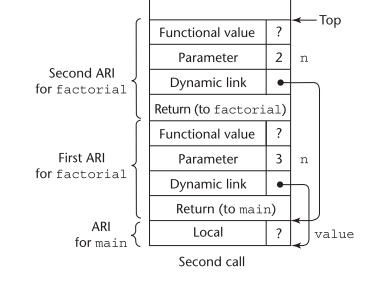 Top
Functional value ?
Parameter 2 n
Second ARI
for factorial
Dynamic link
Return (to factorial)
Functional value ?
First ARI
for factorial
Parameter 3 n
Dynamic link
Return (to main)
ARI
for main
Local ? value
Second call